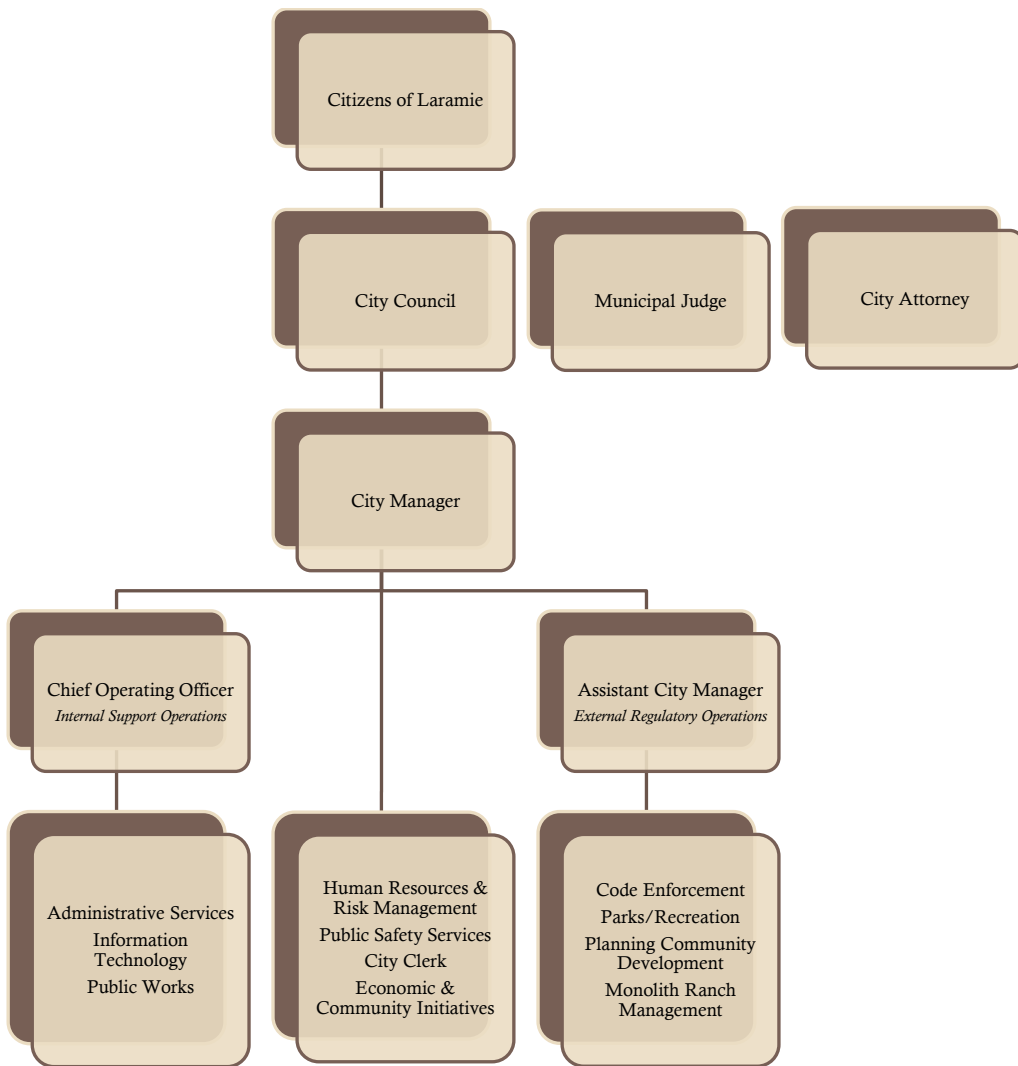 Citizens of Laramie
City Council
Municipal Judge
City Attorney
City Manager
Chief Operating Officer
Internal Support Operations
Assistant City Manager
External Regulatory Operations
Administrative Services
Information
Technology
Public Works
Human Resources &
Risk Management
Public Safety Services
City Clerk
Economic &
Community Initiatives
Code Enforcement
Parks/Recreation
Planning Community
Development
Monolith Ranch
Management